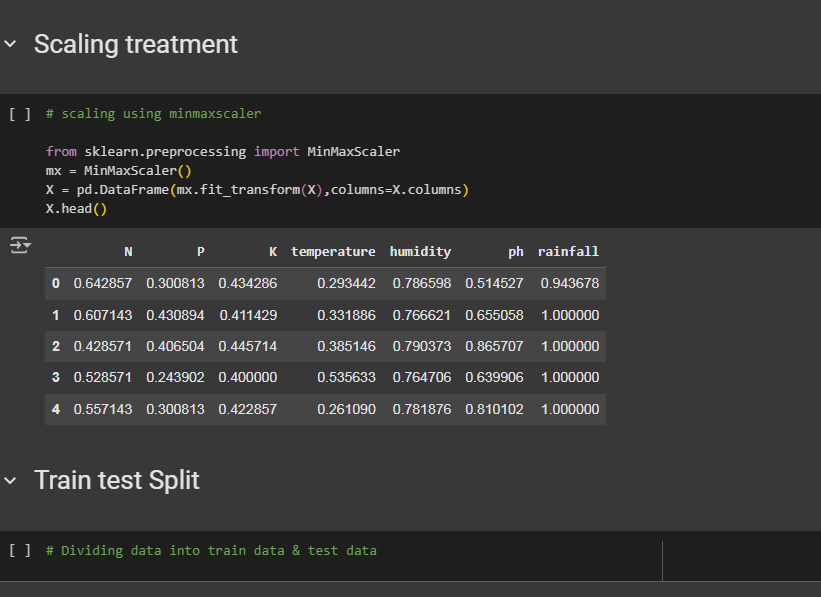 Scaling treatment
[ ] # scaling using minmaxscaler
from sklearn.preprocessing import MinMaxScaler
mx = MinMaxScaler()
X = pd.DataFrame(mx.fit_transform(X),columns=X.columns)
X.head()
N P K temperature humidity ph rainfall
0 0.642857 0.300813 0.434286 0.293442 0.786598 0.514527 0.943678
1 0.607143 0.430894 0.411429 0.331886 0.766621 0.655058 1.000000
2 0.428571 0.406504 0.445714 0.385146 0.790373 0.865707 1.000000
3 0.528571 0.243902 0.400000 0.535633 0.764706 0.639906 1.000000
4 0.557143 0.300813 0.422857 0.261090 0.781876 0.810102 1.000000
Train test Split
[ ] # Dividing data into train data & test data